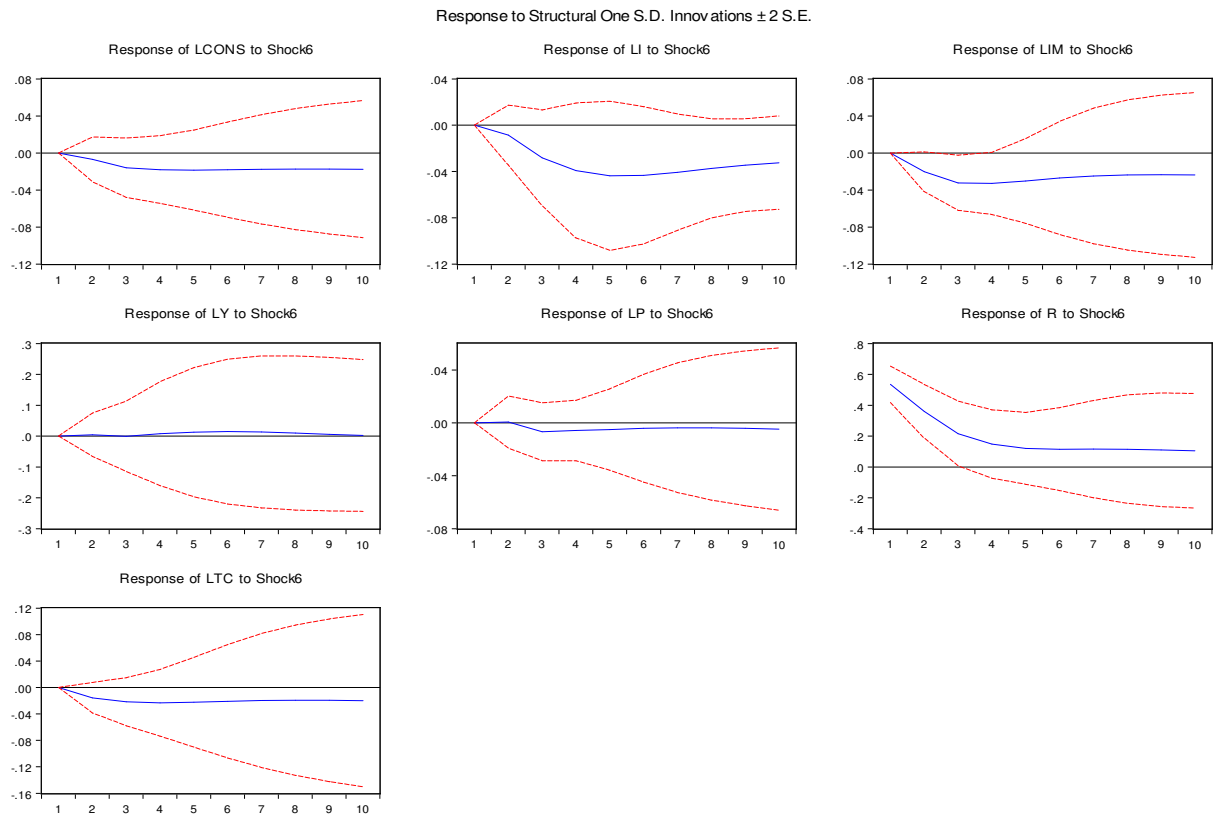 Response to Structural One S.D. Innovations ± 2 S.E.
Response of LCONS to Shock6
.08
.04
.00
-.04
-.08
-.12
1 2 3 4 5 6 7 8 9 10
Response of LI to Shock6
.04
.00
-.04
-.08
-.12
1 2 3 4 5 6 7 8 9 10
Response of LIM to Shock6
.08
.04
.00
-.04
-.08
-.12
1 2 3 4 5 6 7 8 9 10
Response of LY to Shock6
.3
.2
.1
.0
-.1
-.2
-.3
1 2 3 4 5 6 7 8 9 10
Response of LP to Shock6
.04
.00
-.04
-.08
1 2 3 4 5 6 7 8 9 10
Response of R to Shock6
.8
.6
.4
.2
.0
-.2
-.4
1 2 3 4 5 6 7 8 9 10
Response of LTC to Shock6
.12
.08
.04
.00
-.04
-.08
-.12
-.16
1 2 3 4 5 6 7 8 9 10